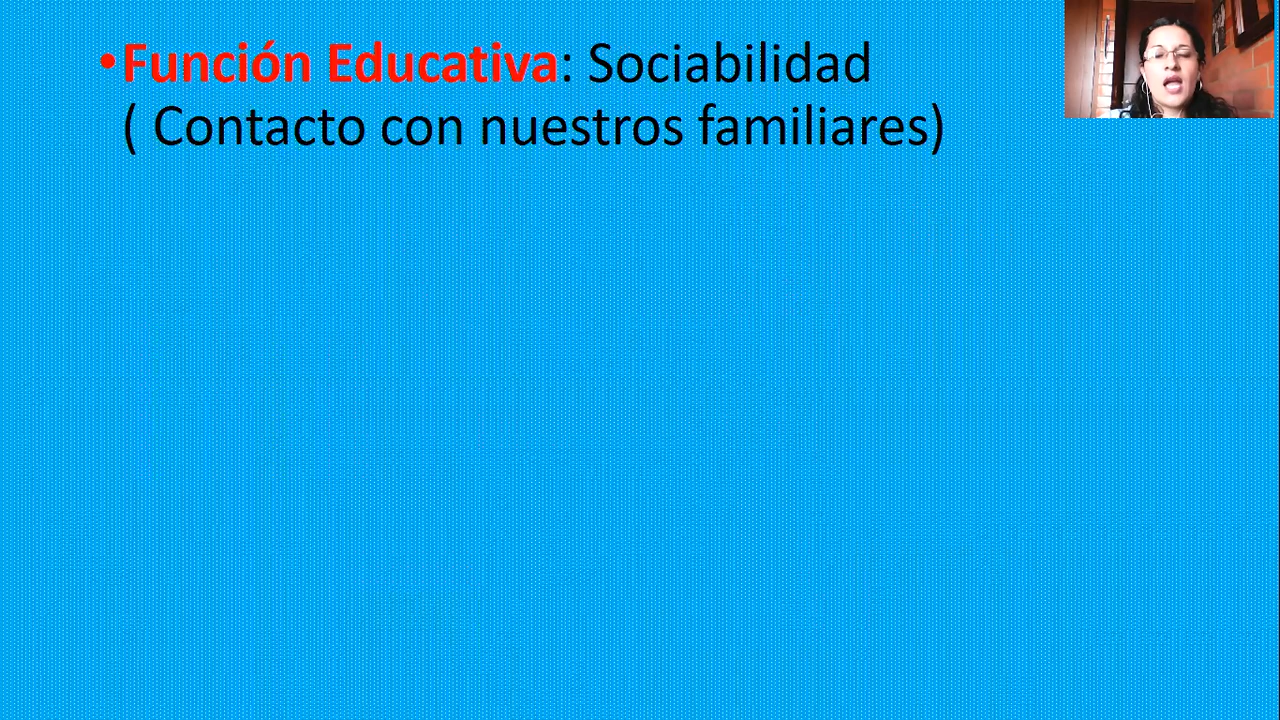 •Función Educativa: Sociabilidad
( Contacto con nuestros familiares)